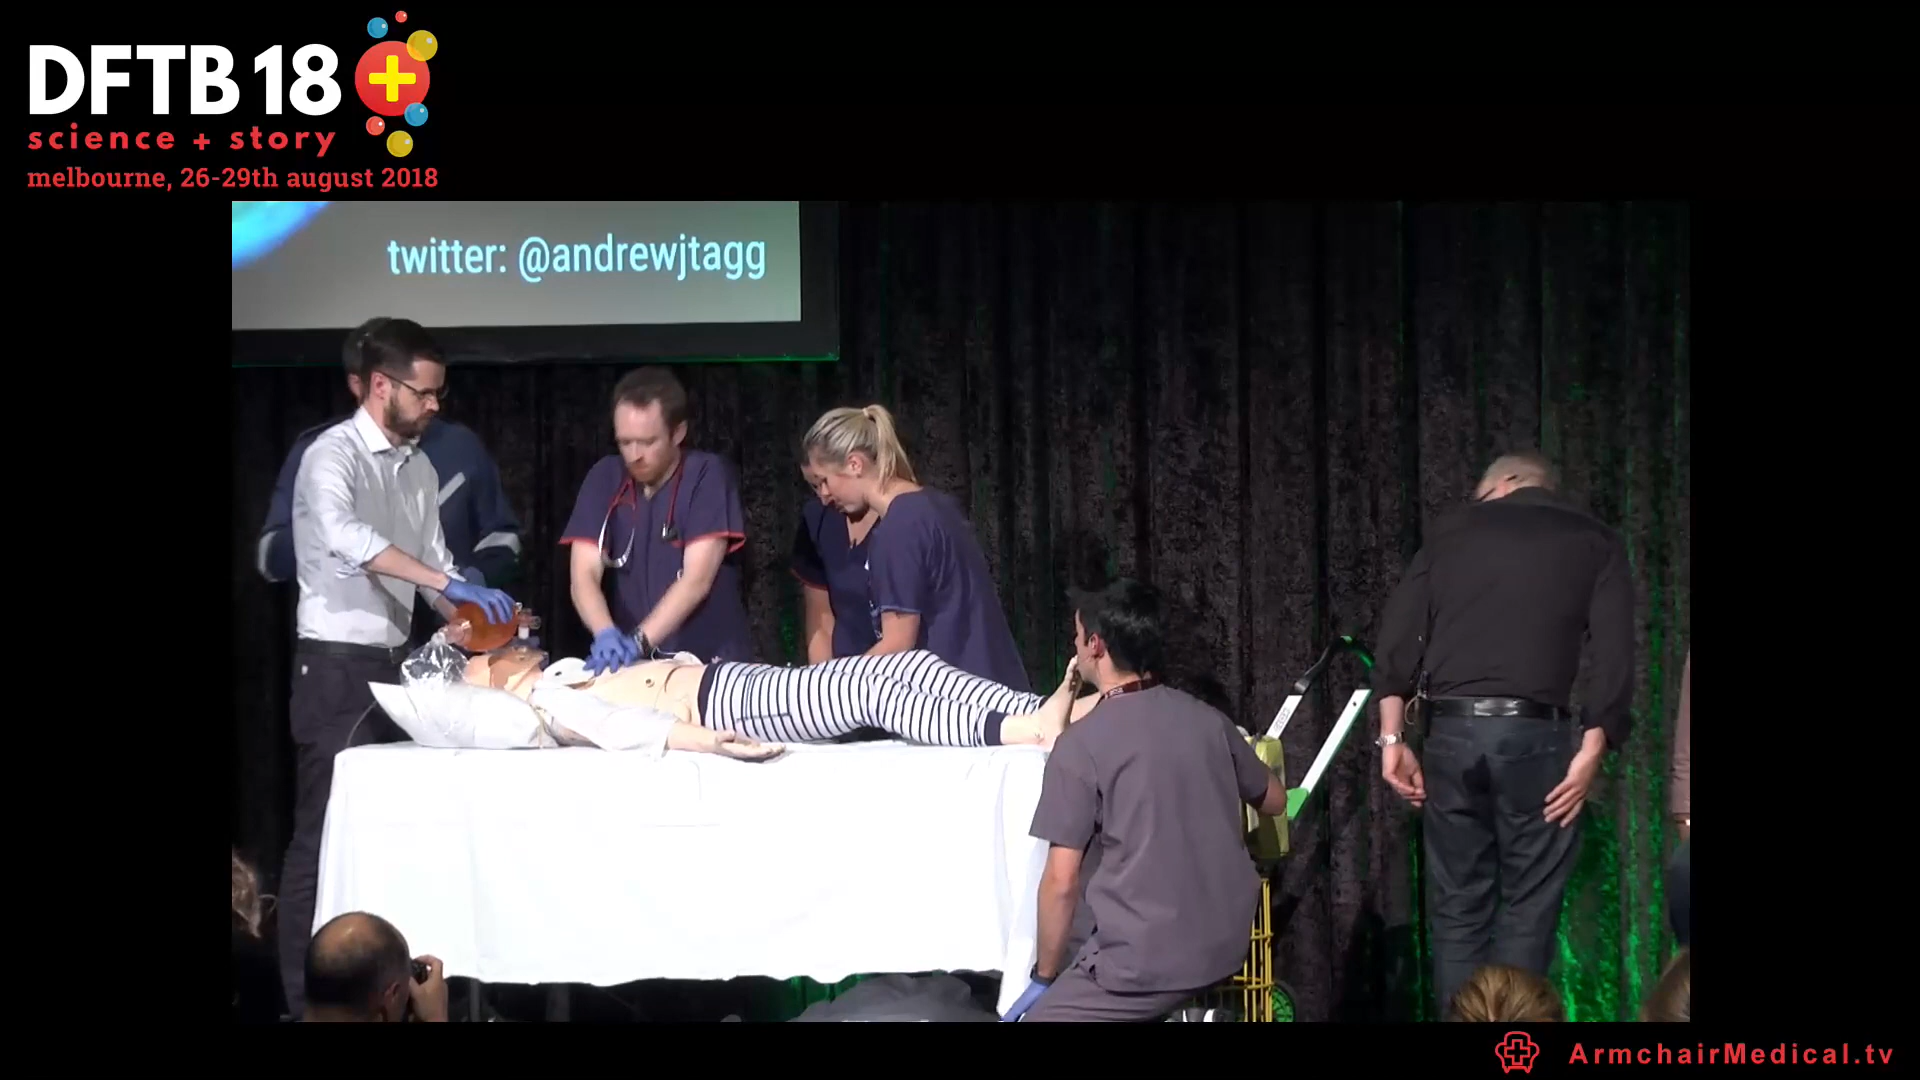 DFTB 18
science + story
melbourne, 26-29th august 2018
twitter: @andrewjtagg
ArmchairMedical.tv